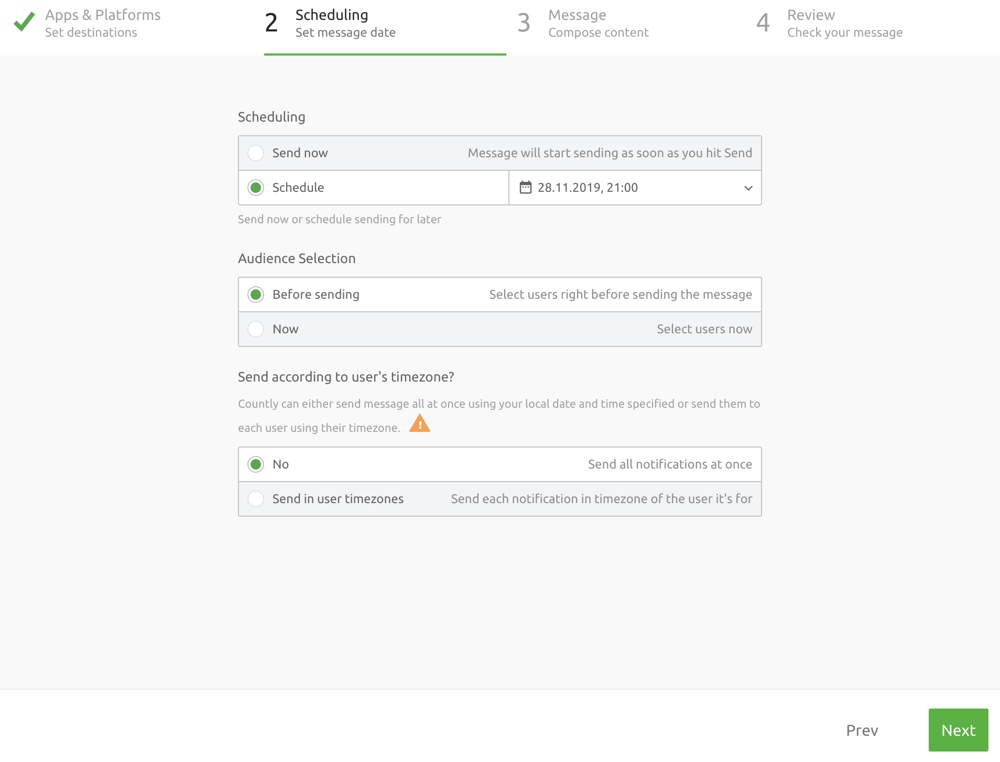 Apps & Platforms
Set destinations
2
Scheduling
Set message date
3
Message
Compose content
4
Review
Check your message
Scheduling
Send now
Message will start sending as soon as you hit Send
Schedule
28.11.2019, 21:00
Send now or schedule sending for later
Audience Selection
Before sending
Select users right before sending the message
Now
Select users now
Send according to user's timezone?
Countly can either send message all at once using your local date and time specified or send them to
each user using their timezone.
No
Send all notifications at once
Send in user timezones
Send each notification in timezone of the user it's for
Prev
Next